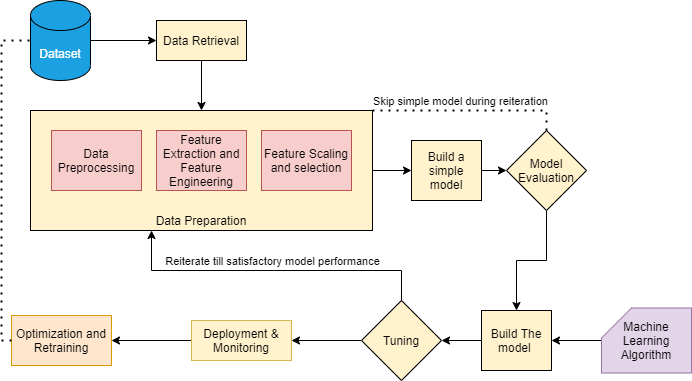 Dataset
Data Retrieval
Skip simple model during reiteration
Data
Preprocessing
Feature
Extraction and
Feature
Engineering
Feature Scaling
and selection
Data Preparation
Build a
simple
model
Model
Evaluation
Reiterate till satisfactory model performance
Optimization and
Retraining
Deployment &
Monitoring
Tuning
Build The
model
Machine
Learning
Algorithm